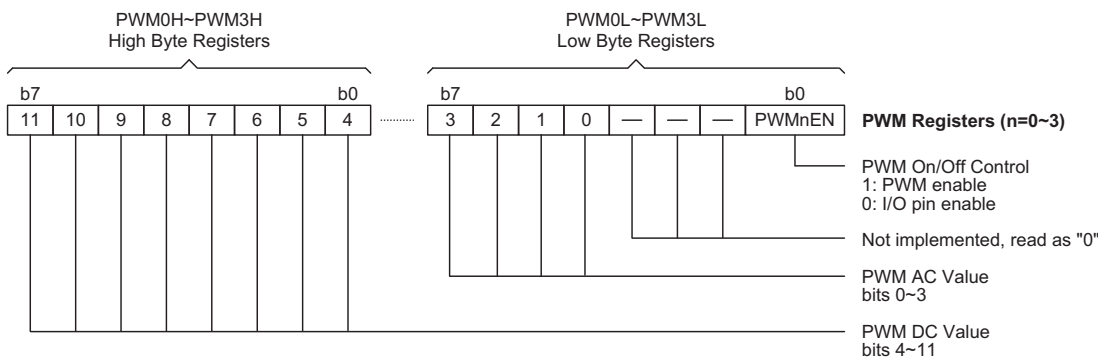 PWM0H~PWM3H
High Byte Registers
PWM0L~PWM3L
Low Byte Registers
b7 b0 b7 b0
11 10 9 8 7 6 5 4 3 2 1 0 — — — PWMnEN PWM Registers (n=0~3)
PWM On/Off Control
1: PWM enable
0: I/O pin enable
Not implemented, read as "0"
PWM AC Value
bits 0~3
PWM DC Value
bits 4~11